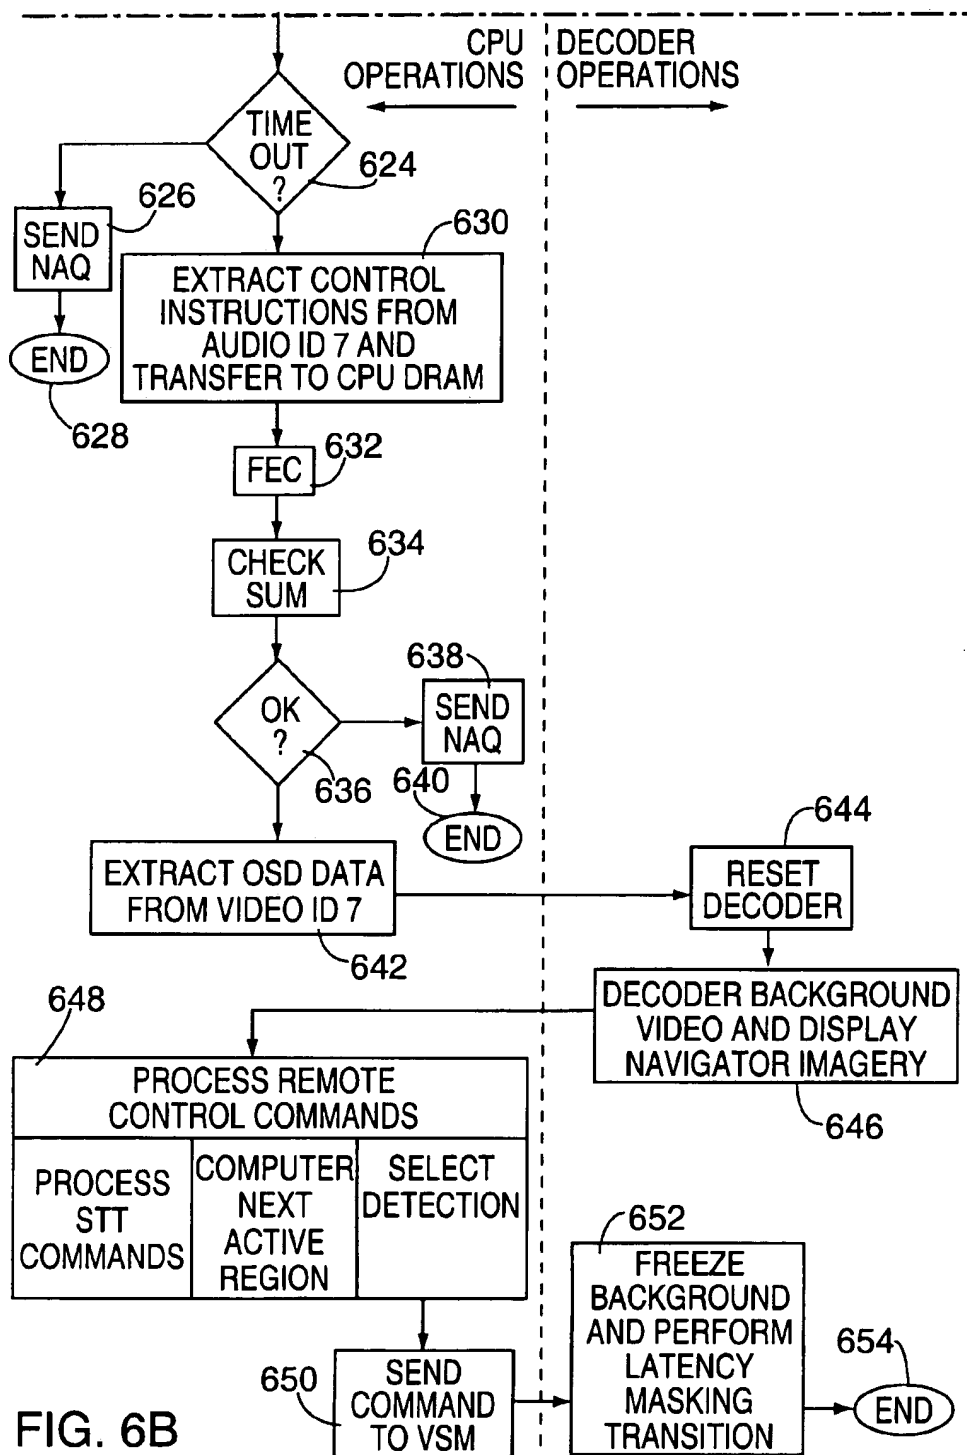 CPU
OPERATIONS
DECODER
OPERATIONS
TIME
OUT
?
624
626
SEND
NAQ
END
628
630
EXTRACT CONTROL
INSTRUCTIONS FROM
AUDIO ID 7 AND
TRANSFER TO CPU DRAM
632
FEC
634
CHECK
SUM
OK
?
636
638
SEND
NAQ
640
END
EXTRACT OSD DATA
FROM VIDEO ID 7
642
644
RESET
DECODER
DECODER BACKGROUND
VIDEO AND DISPLAY
NAVIGATOR IMAGERY
646
648
PROCESS REMOTE
CONTROL COMMANDS
PROCESS
STT
COMMANDS
COMPUTER
NEXT
ACTIVE
REGION
SELECT
DETECTION
650
SEND
COMMAND
TO VSM
652
FREEZE
BACKGROUND
AND PERFORM
LATENCY
MASKING
TRANSITION
654
END
FIG. 6B